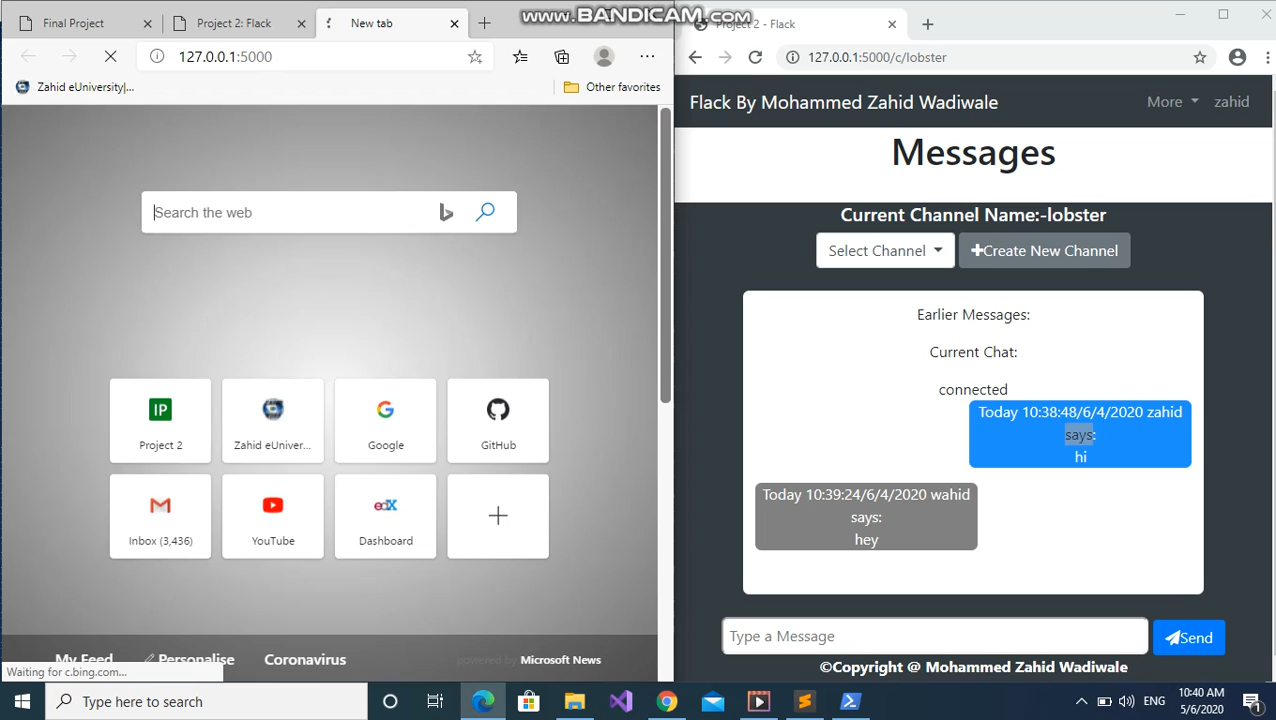 www.BANDICAM.com
Final Project
Project 2: Flack
New tab
127.0.0.1:5000
Zahid eUniversity|...
Other favorites
Search the web
Project 2
Zahid eUniver...
Google
GitHub
Inbox (3,436)
YouTube
edX
Dashboard
My Feed
Personalise
Coronavirus
powered by Microsoft News
Waiting for c.bing.com...
Project 2 - Flack
127.0.0.1:5000/c/lobster
Flack By Mohammed Zahid Wadiwale
More
zahid
Messages
Current Channel Name:-lobster
Select Channel
+Create New Channel
Earlier Messages:
Current Chat:
connected
Today 10:38:48/6/4/2020 zahid
says:
hi
Today 10:39:24/6/4/2020 wahid
says:
hey
Type a Message
Send
©Copyright @ Mohammed Zahid Wadiwale
Type here to search
ENG
10:40 AM
5/6/2020
1